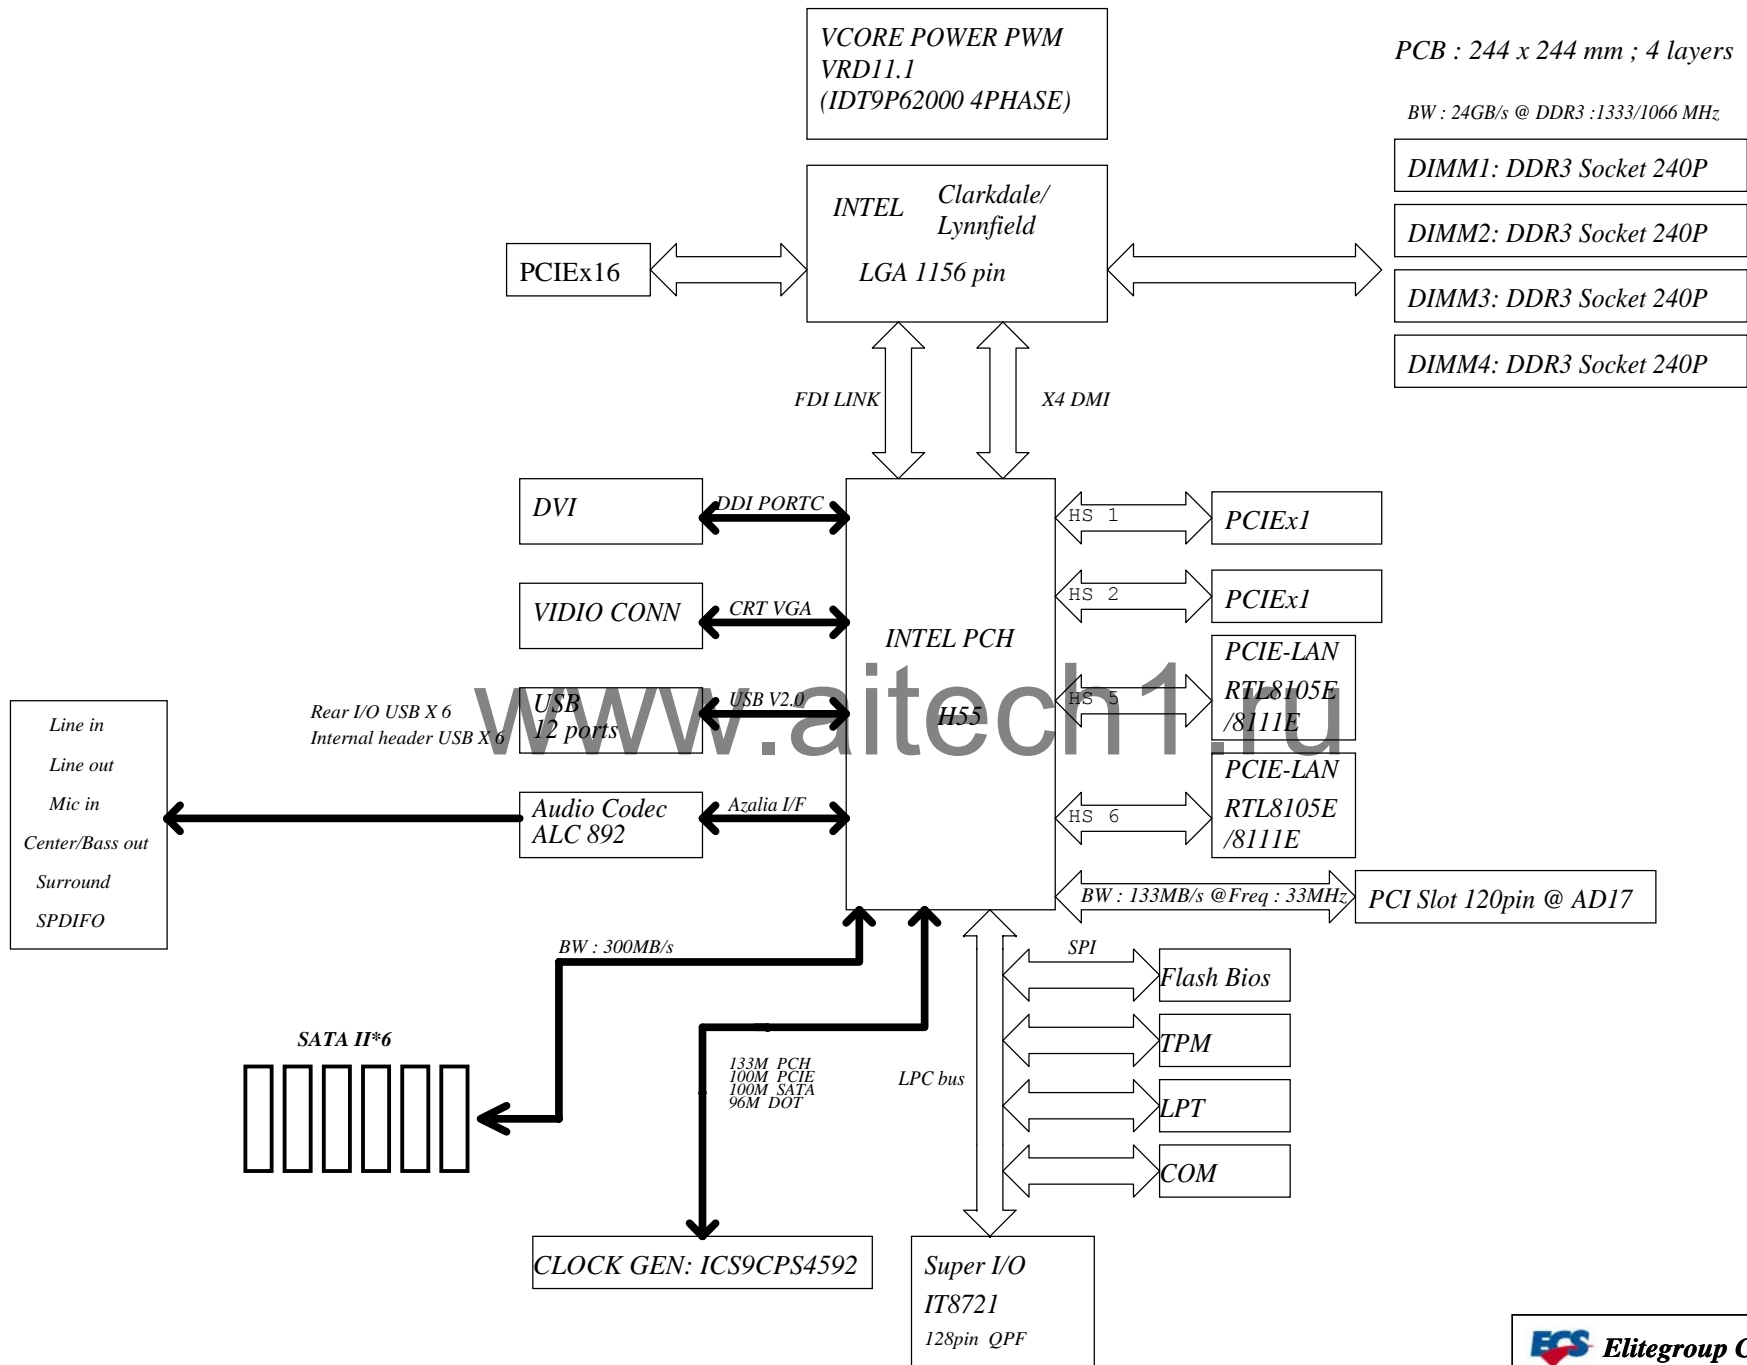 VCORE POWER PWM
VRD11.1
(IDT9P62000 4PHASE)
PCB : 244 x 244 mm ; 4 layers
BW : 24GB/s @ DDR3 :1333/1066 MHz
DIMM1: DDR3 Socket 240P
DIMM2: DDR3 Socket 240P
DIMM3: DDR3 Socket 240P
DIMM4: DDR3 Socket 240P
INTEL
Clarkdale/
Lynnfield
LGA 1156 pin
PCIEx16
FDI LINK
X4 DMI
DVI
DDI PORTC
VIDIO CONN
CRT VGA
Rear I/O USB X 6
Internal header USB X 6
USB
12 ports
USB V2.0
Audio Codec
ALC 892
Azalia I/F
Line in
Line out
Mic in
Center/Bass out
Surround
SPDIFO
INTEL PCH
H55
HS 1
PCIEx1
HS 2
PCIEx1
HS 5
PCIE-LAN
RTL8105E
/8111E
HS 6
PCIE-LAN
RTL8105E
/8111E
BW : 133MB/s @Freq : 33MHz
PCI Slot 120pin @ AD17
www.aitech1.ru
BW : 300MB/s
SATA II*6
133M PCH
100M PCIE
100M SATA
96M DOT
LPC bus
SPI
Flash Bios
TPM
LPT
COM
CLOCK GEN: ICS9CPS4592
Super I/O
IT8721
128pin QPF
ECS Elitegroup